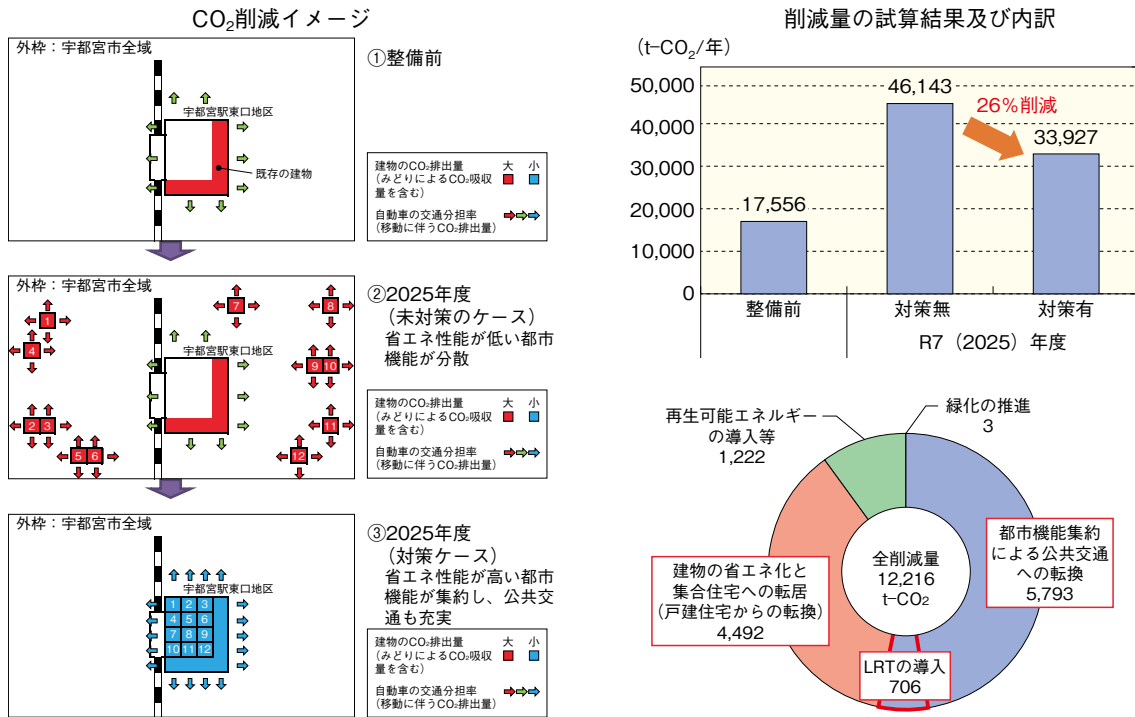 CO₂削減イメージ
外枠：宇都宮市全域
宇都宮駅東口地区
既存の建物
①整備前
建物のCO₂排出量
（みどりによるCO₂吸収
量を含む）
大 小
自動車の交通分担率
（移動に伴うCO₂排出量）
外枠：宇都宮市全域
1
4
2 3
5 6
7
8
9 10
11
12
宇都宮駅東口地区
②2025年度
（未対策のケース）
省エネ性能が低い都市
機能が分散
建物のCO₂排出量
（みどりによるCO₂吸収
量を含む）
大 小
自動車の交通分担率
（移動に伴うCO₂排出量）
外枠：宇都宮市全域
宇都宮駅東口地区
1 2 3
4 5 6
7 8 9
10 11 12
③2025年度
（対策ケース）
省エネ性能が高い都市
機能が集約し、公共交
通も充実
建物のCO₂排出量
（みどりによるCO₂吸収
量を含む）
大 小
自動車の交通分担率
（移動に伴うCO₂排出量）
削減量の試算結果及び内訳
（t−CO₂/年）
50,000
40,000
30,000
20,000
10,000
0
17,556
46,143
26％削減
33,927
整備前
対策無
対策有
R7（2025）年度
再生可能エネルギー
の導入等
1,222
緑化の推進
3
都市機能集約
による公共交通
への転換
5,793
全削減量
12,216
t−CO₂
建物の省エネ化と
集合住宅への転居
（戸建住宅からの転換）
4,492
LRTの導入
706